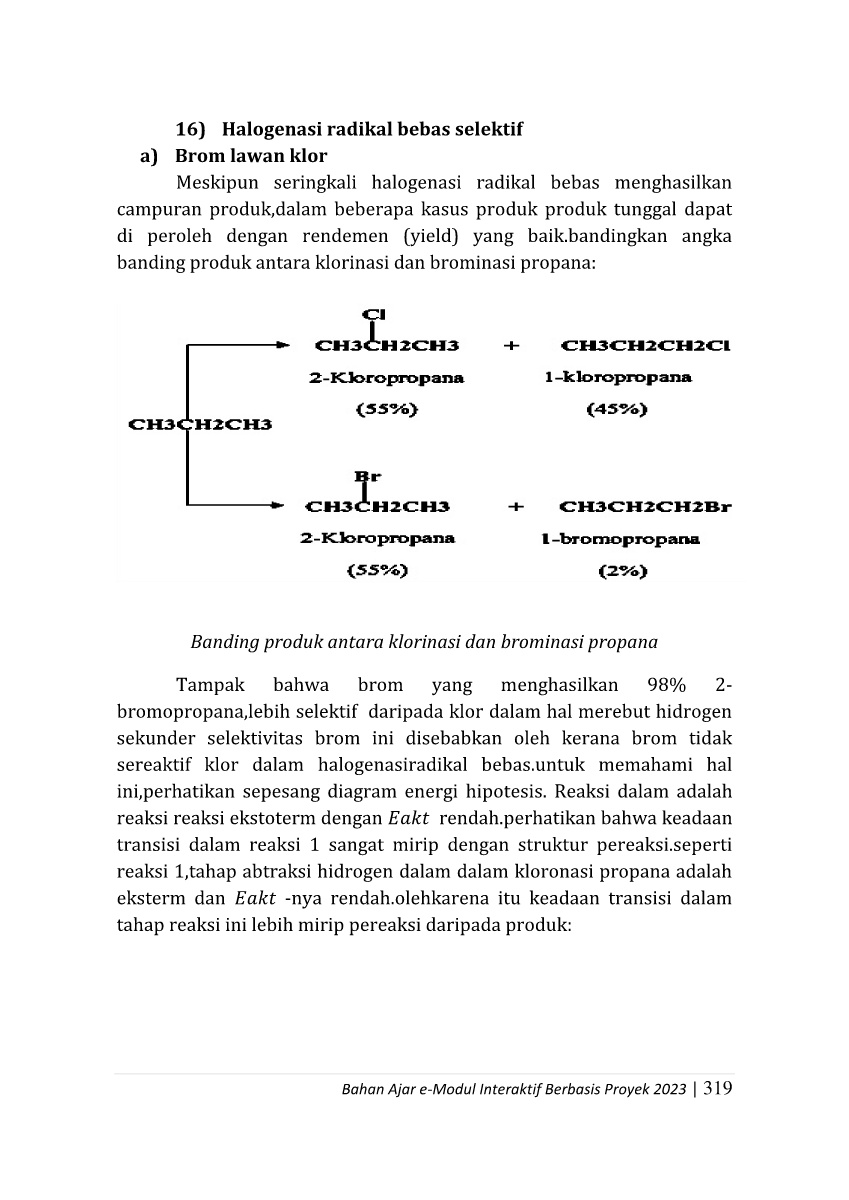 16) Halogenasi radikal bebas selektif
a) Brom lawan klor
Meskipun seringkali halogenasi radikal bebas menghasilkan
campuran produk,dalam beberapa kasus produk produk tunggal dapat
di peroleh dengan rendemen (yield) yang baik.bandingkan angka
banding produk antara klorinasi dan brominasi propana:
Cl
CH3CH2CH3 + CH3CH2CH2Cl
2-Kloropropana 1-kloropropana
(55%) (45%)
CH3CH2CH3
Br
CH3CH2CH3 + CH3CH2CH2Br
2-Kloropropana 1-bromopropana
(55%) (2%)
Banding produk antara klorinasi dan brominasi propana
Tampak bahwa brom yang menghasilkan 98% 2-
bromopropana,lebih selektif daripada klor dalam hal merebut hidrogen
sekunder selektivitas brom ini disebabkan oleh kerana brom tidak
sereaktif klor dalam halogenasiradikal bebas.untuk memahami hal
ini,perhatikan sepesang diagram energi hipotesis. Reaksi dalam adalah
reaksi reaksi ekstoterm dengan Eakt rendah.perhatikan bahwa keadaan
transisi dalam reaksi 1 sangat mirip dengan struktur pereaksi.seperti
reaksi 1,tahap abtraksi hidrogen dalam dalam kloronasi propana adalah
eksterm dan Eakt -nya rendah.olehkarena itu keadaan transisi dalam
tahap reaksi ini lebih mirip pereaksi daripada produk:
Bahan Ajar e-Modul Interaktif Berbasis Proyek 2023 | 319